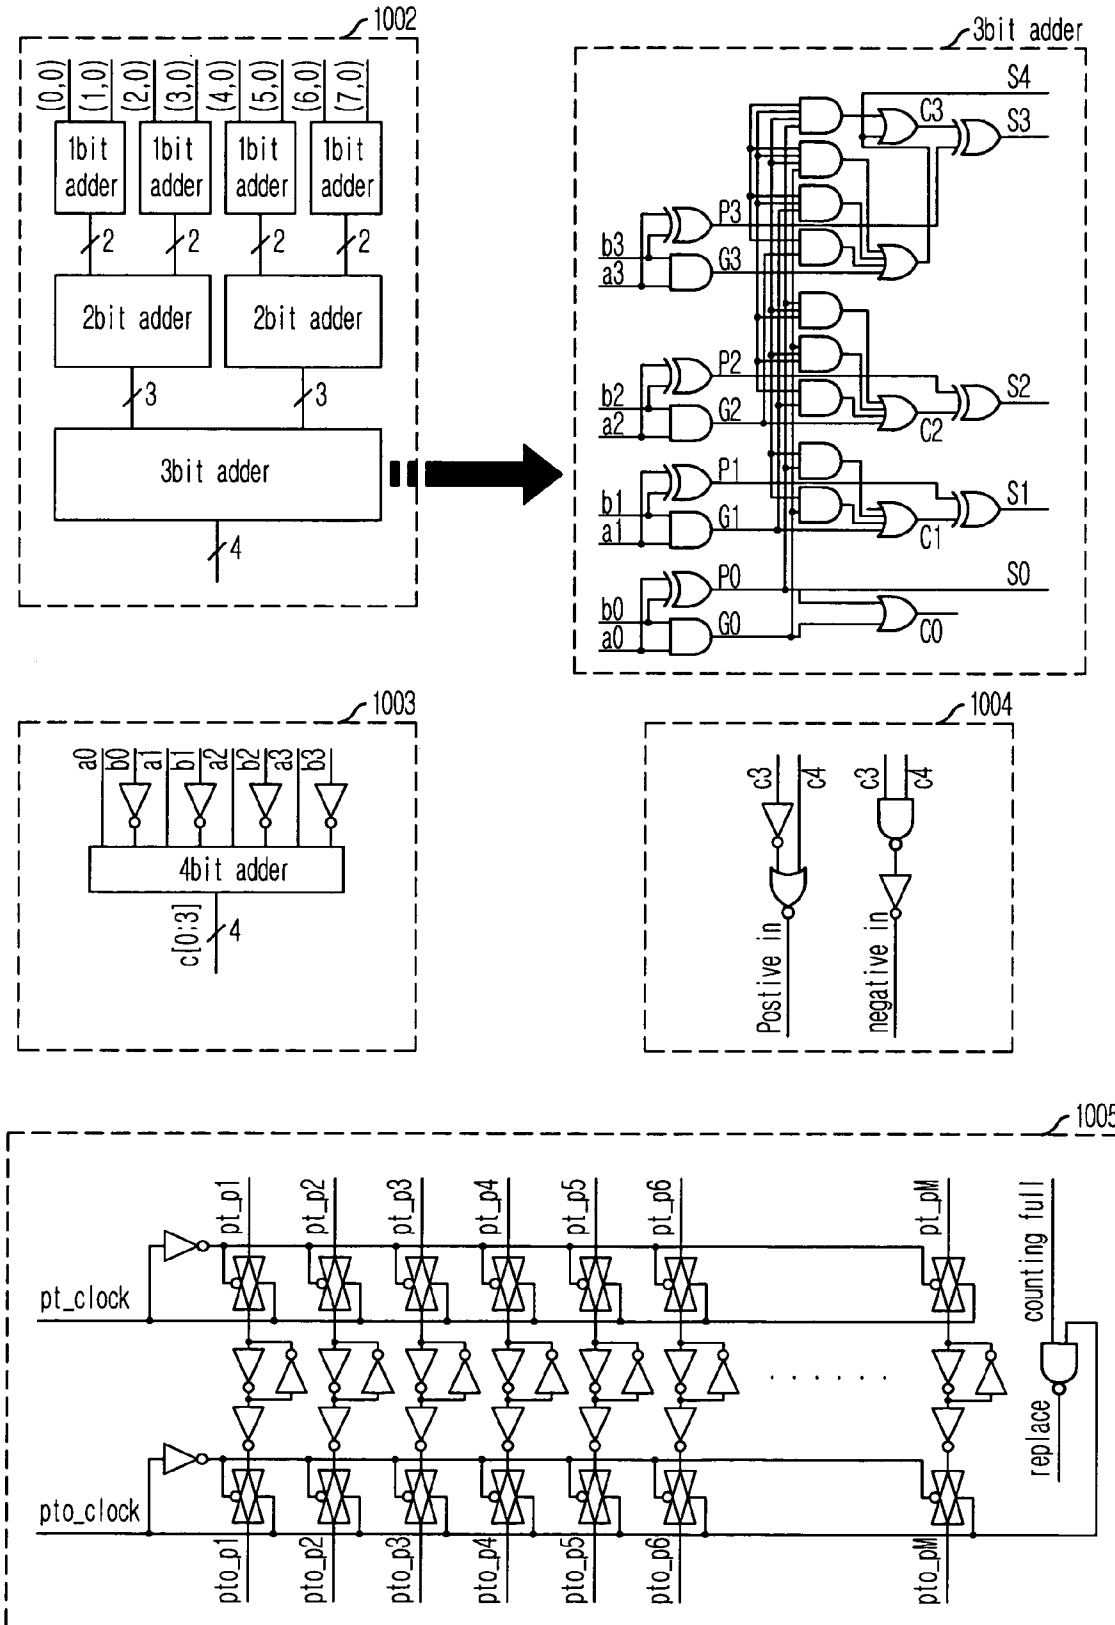 1002
(0,0)
(1,0)
(2,0)
(3,0)
(4,0)
(5,0)
(6,0)
(7,0)
1bit
adder
1bit
adder
1bit
adder
1bit
adder
2
2
2
2
2bit adder
2bit adder
3
3
3bit adder
4
3bit adder
S4
C3
S3
P3
b3
G3
a3
P2
b2
G2
a2
S2
C2
P1
b1
G1
a1
S1
C1
P0
b0
G0
a0
S0
C0
1003
a0
b0
a1
b1
a2
b2
a3
b3
4bit adder
c[0:3]
4
1004
c3
c4
c3
c4
Postive in
negative in
1005
pt_p1
pt_p2
pt_p3
pt_p4
pt_p5
pt_p6
pt_pM
counting full
pt_clock
. . . . . . .
replace
pto_clock
pto_p1
pto_p2
pto_p3
pto_p4
pto_p5
pto_p6
pto_pM